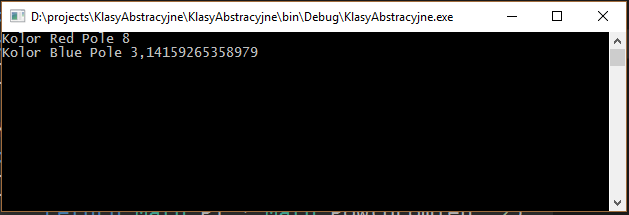 D:\projects\KlasyAbstracyjne\KlasyAbstracyjne\bin\Debug\KlasyAbstracyjne.exe
Kolor Red Pole 8
Kolor Blue Pole 3,14159265358979